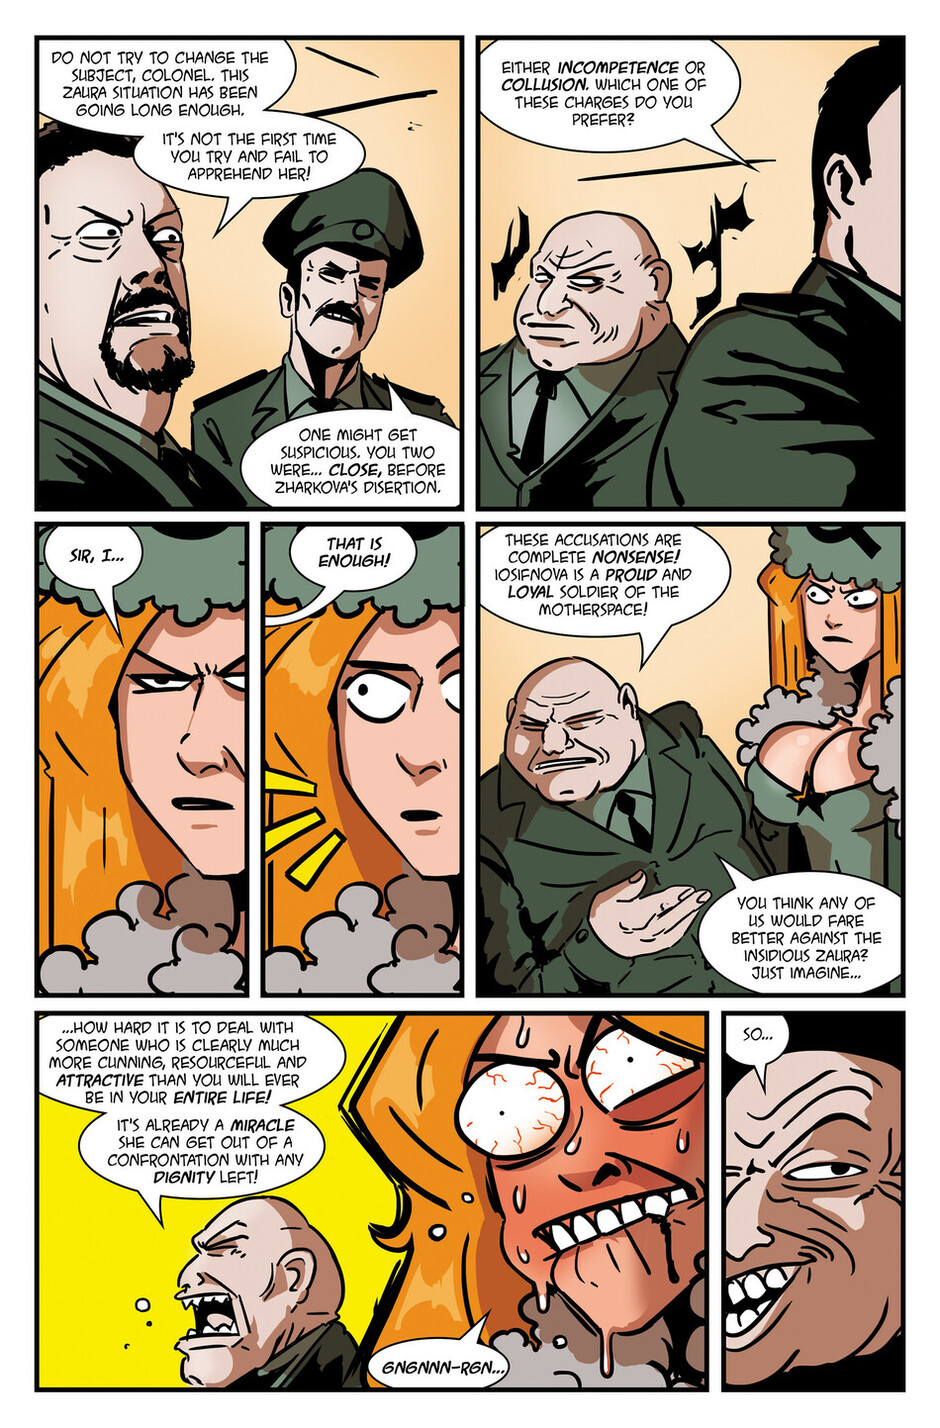 DO NOT TRY TO CHANGE THE
SUBJECT, COLONEL. THIS
ZAURA SITUATION HAS BEEN
GOING LONG ENOUGH.
IT'S NOT THE FIRST TIME
YOU TRY AND FAIL TO
APPREHEND HER!
ONE MIGHT GET
SUSPICIOUS. YOU TWO
WERE... CLOSE, BEFORE
ZHARKOVA'S DISERTION.
EITHER INCOMPETENCE OR
COLLUSION. WHICH ONE OF
THESE CHARGES DO YOU
PREFER?
SIR, I...
THAT IS
ENOUGH!
THESE ACCUSATIONS ARE
COMPLETE NONSENSE!
IOSIFNOVA IS A PROUD AND
LOYAL SOLDIER OF THE
MOTHERSPACE!
YOU THINK ANY OF
US WOULD FARE
BETTER AGAINST THE
INSIDIOUS ZAURA?
JUST IMAGINE...
...HOW HARD IT IS TO DEAL WITH
SOMEONE WHO IS CLEARLY MUCH
MORE CUNNING, RESOURCEFUL AND
ATTRACTIVE THAN YOU WILL EVER
BE IN YOUR ENTIRE LIFE!
IT'S ALREADY A MIRACLE
SHE CAN GET OUT OF A
CONFRONTATION WITH ANY
DIGNITY LEFT!
GNGNNN-RGN...
SO...